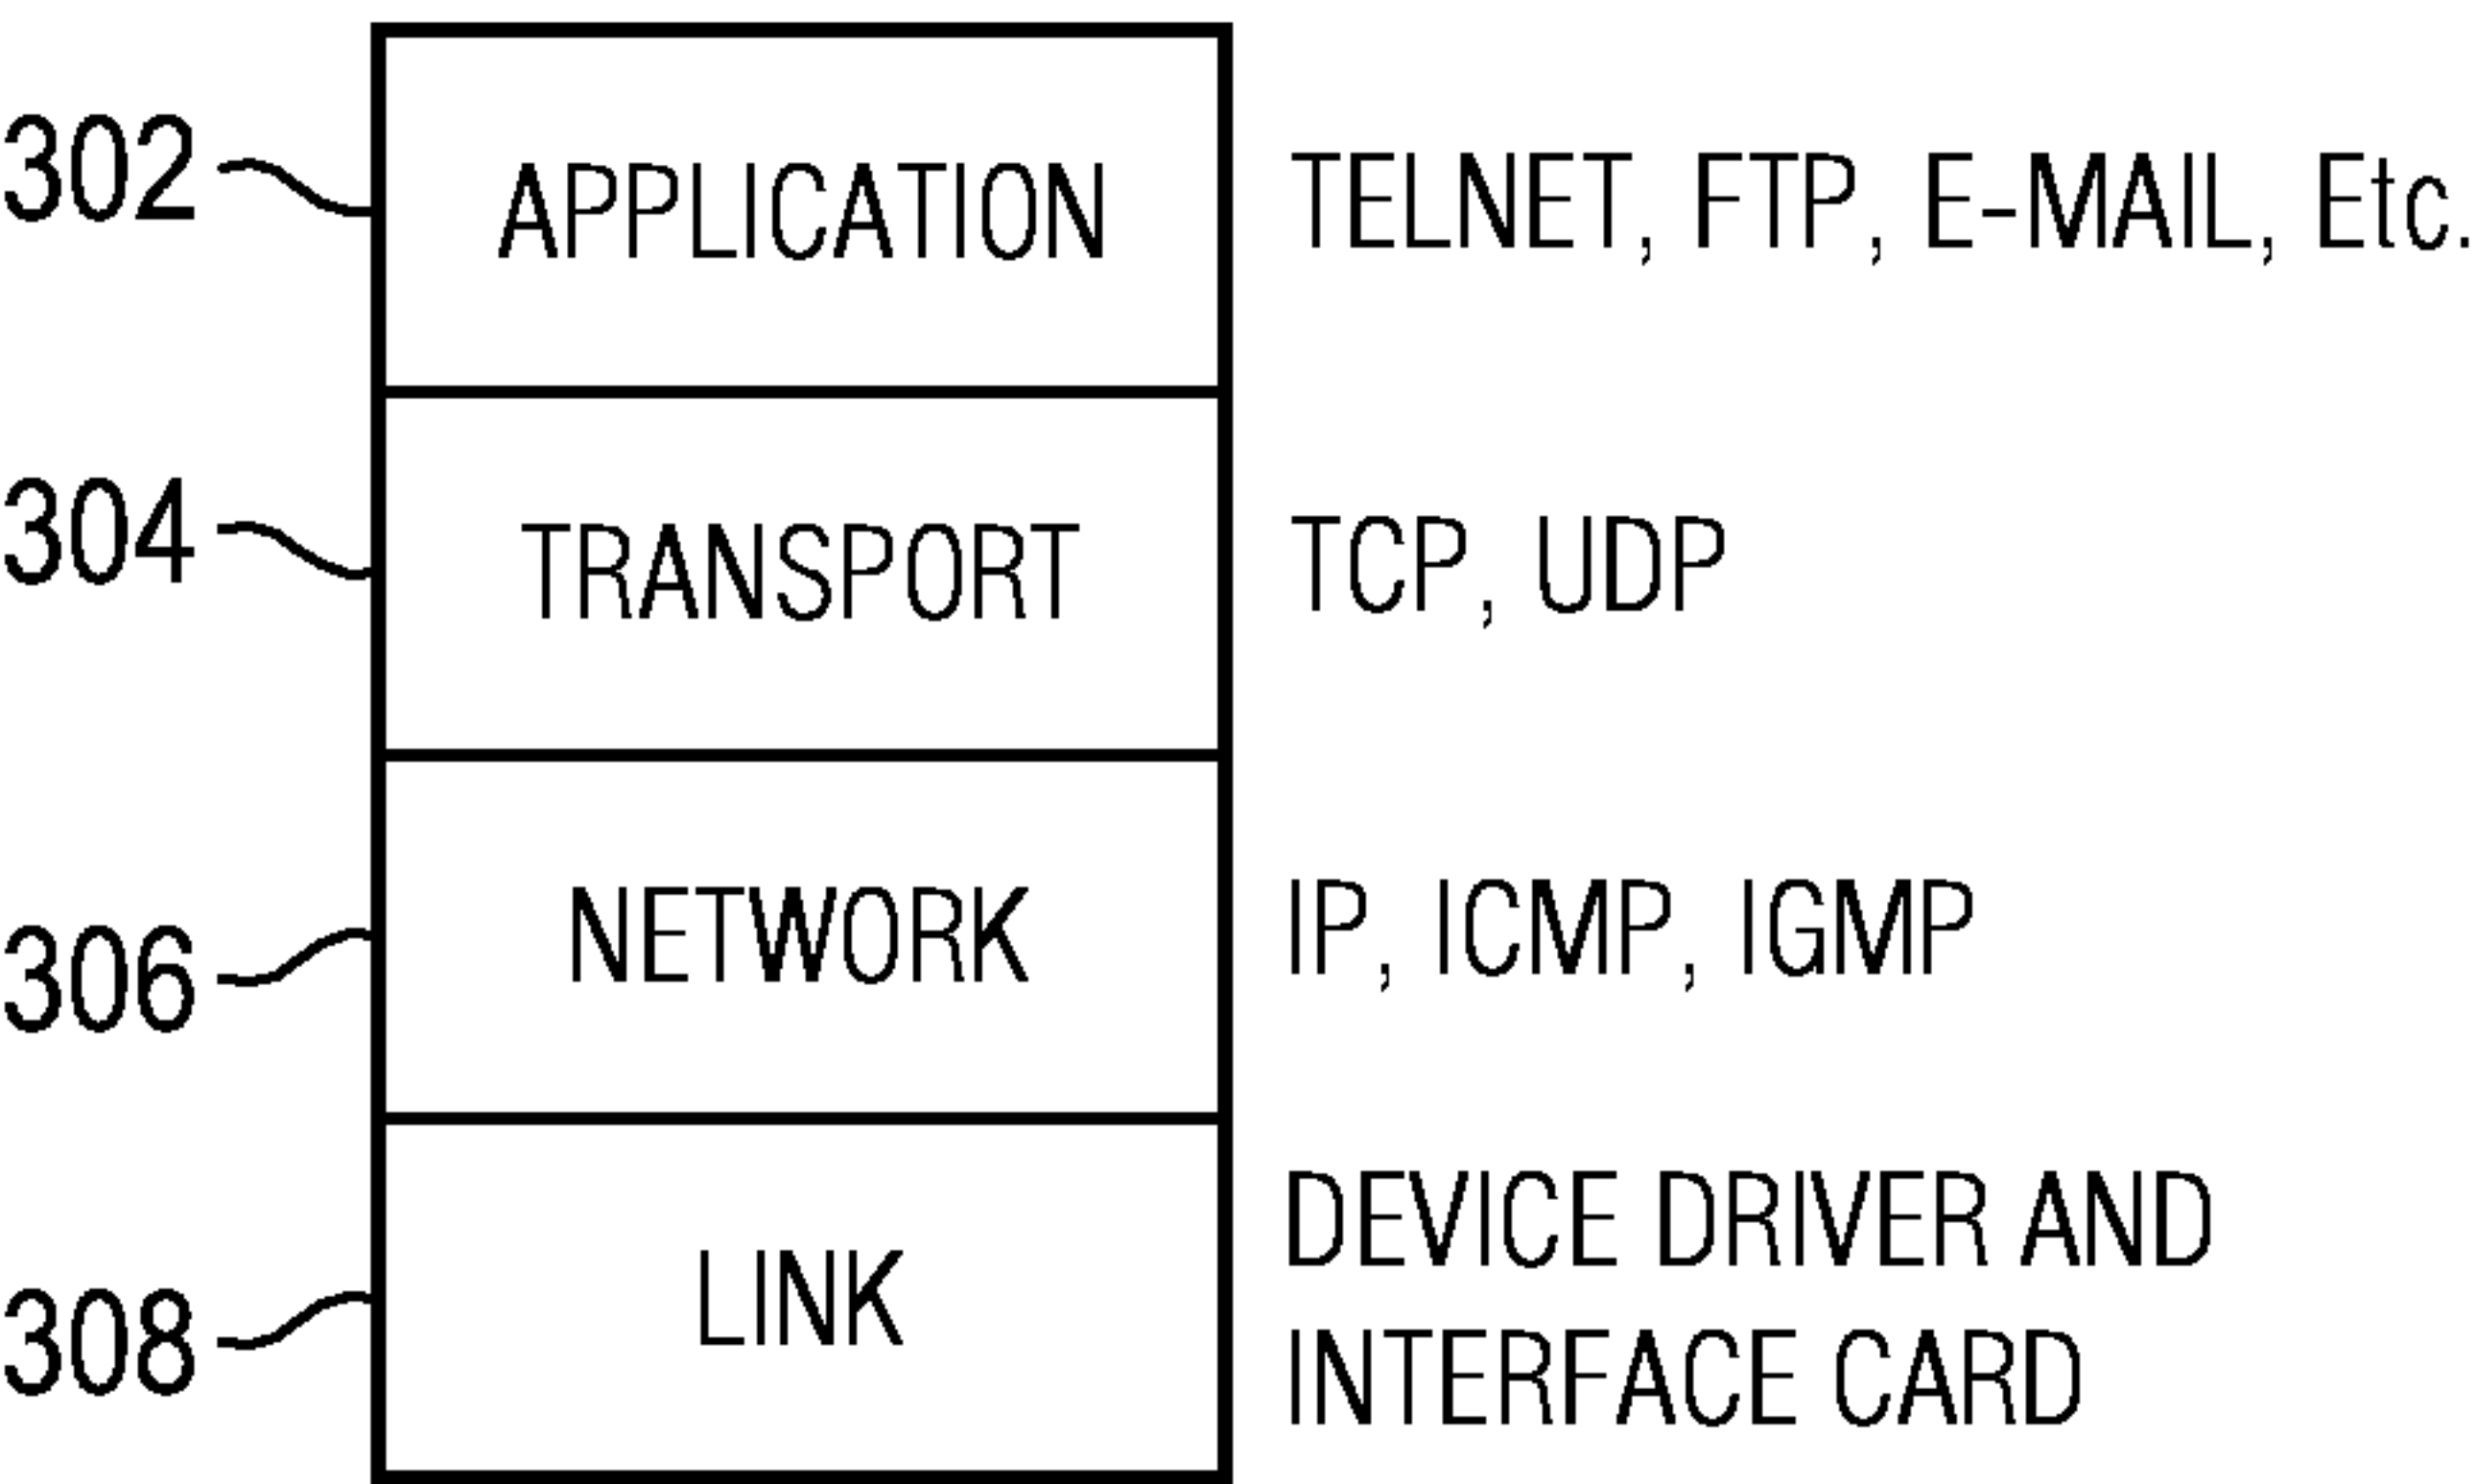 302 APPLICATION TELNET, FTP, E-MAIL, Etc.
304 TRANSPORT TCP, UDP
306 NETWORK IP, ICMP, IGMP
308 LINK DEVICE DRIVER AND
INTERFACE CARD